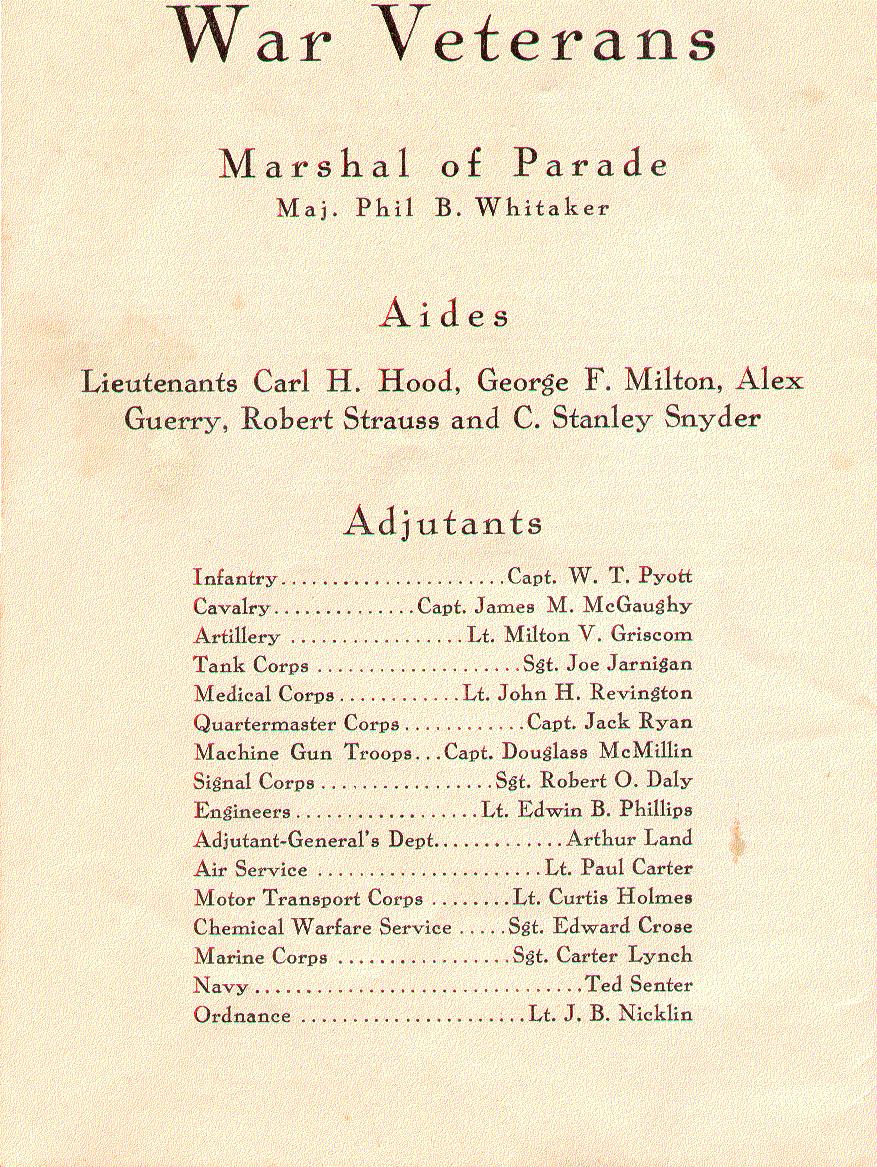 War Veterans
Marshal of Parade
Maj. Phil B. Whitaker
Aides
Lieutenants Carl H. Hood, George F. Milton, Alex
Guerry, Robert Strauss and C. Stanley Snyder
Adjutants
Infantry......................Capt. W. T. Pyott
Cavalry..............Capt. James M. McGaughy
Artillery .................Lt. Milton V. Griscom
Tank Corps ....................Sgt. Joe Jarnigan
Medical Corps............Lt. John H. Revington
Quartermaster Corps............Capt. Jack Ryan
Machine Gun Troops...Capt. Douglass McMillin
Signal Corps .................Sgt. Robert O. Daly
Engineers..................Lt. Edwin B. Phillips
Adjutant-General's Dept.............Arthur Land
Air Service ......................Lt. Paul Carter
Motor Transport Corps ........Lt. Curtis Holmes
Chemical Warfare Service .....Sgt. Edward Crose
Marine Corps .................Sgt. Carter Lynch
Navy................................Ted Senter
Ordnance ......................Lt. J. B. Nicklin